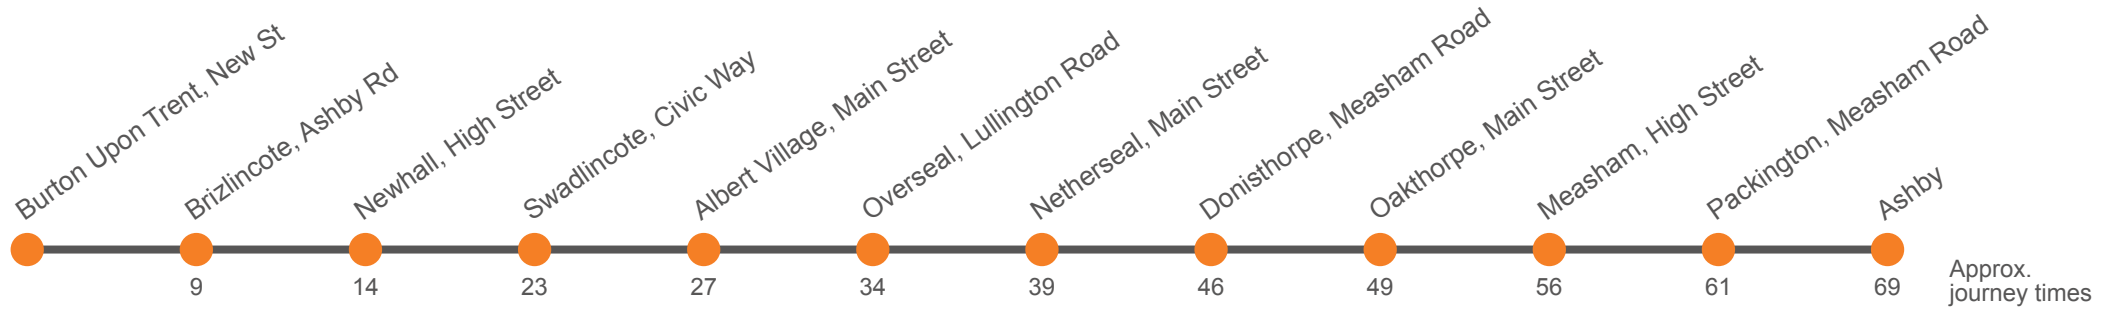 Burton Upon Trent, New St
Brizlincote, Ashby Rd
Newhall, High Street
Swadlincote, Civic Way
Albert Village, Main Street
Overseal, Lullington Road
Netherseal, Main Street
Donisthorpe, Measham Road
Oakthorpe, Main Street
Measham, High Street
Packington, Measham Road
Ashby
9 14 23 27 34 39 46 49 56 61 69
Approx.
journey times